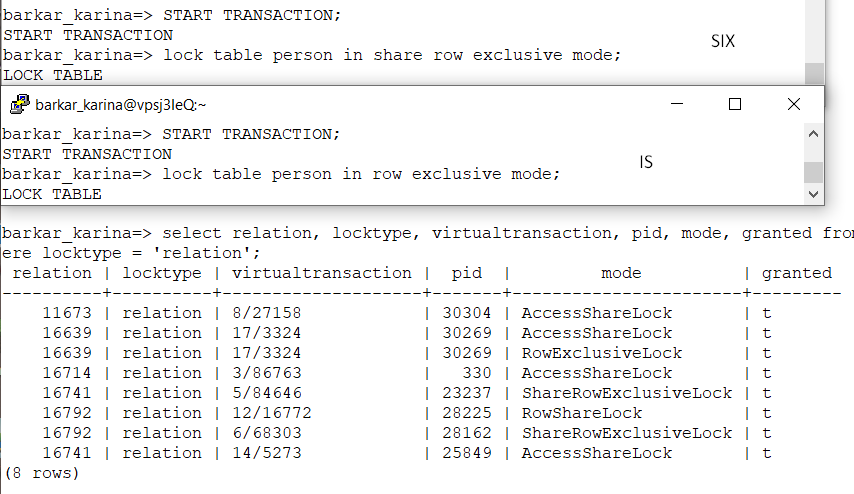 barkar_karina=> START TRANSACTION;
START TRANSACTION
barkar_karina=> lock table person in share row exclusive mode;
SIX
LOCK TABLE
barkar_karina@vpsj3IeQ:~
barkar_karina=> START TRANSACTION;
START TRANSACTION
barkar_karina=> lock table person in row exclusive mode;
IS
LOCK TABLE
barkar_karina=> select relation, locktype, virtualtransaction, pid, mode, granted from
ere locktype = 'relation';
relation | locktype | virtualtransaction | pid | mode | granted
----------+----------+--------------------+-------+-----------------------+---------
11673 | relation | 8/27158 | 30304 | AccessShareLock | t
16639 | relation | 17/3324 | 30269 | AccessShareLock | t
16639 | relation | 17/3324 | 30269 | RowExclusiveLock | t
16714 | relation | 3/86763 | 330 | AccessShareLock | t
16741 | relation | 5/84646 | 23237 | ShareRowExclusiveLock | t
16792 | relation | 12/16772 | 28225 | RowShareLock | t
16792 | relation | 6/68303 | 28162 | ShareRowExclusiveLock | t
16741 | relation | 14/5273 | 25849 | AccessShareLock | t
(8 rows)